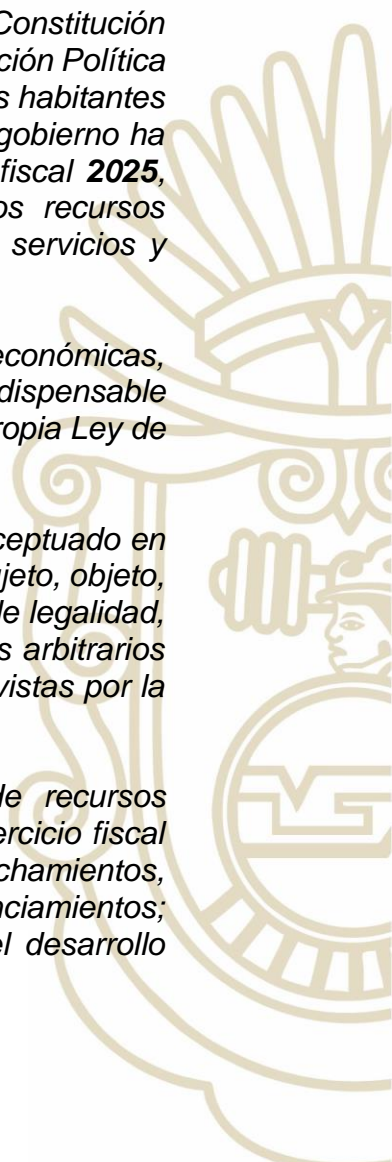 Constitución
ción Política
s habitantes
gobierno ha
fiscal 2025,
os recursos
servicios y
económicas,
dispensable
ropia Ley de
ceptuado en
jeto, objeto,
de legalidad,
s arbitrarios
vistas por la
de recursos
ercicio fiscal
chamientos,
nciamientos;
el desarrollo